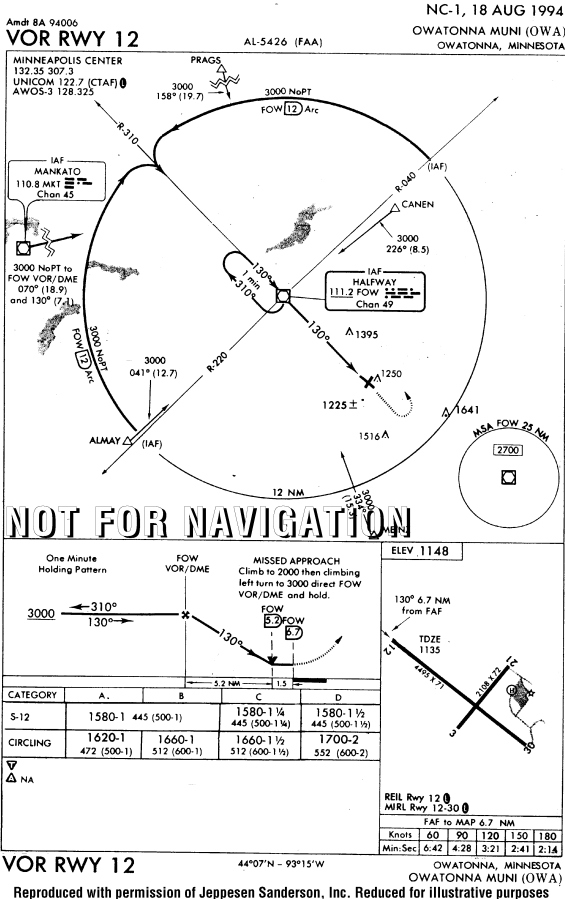 NC-1, 18 AUG 1994
Amdt 8A 94006
VOR RWY 12
AL-5426 (FAA)
OWATONNA MUNI (OWA)
OWATONNA, MINNESOTA
MINNEAPOLIS CENTER
132.35 307.3
UNICOM 122.7 (CTAF) L
AWOS-3 128.325
PRAGS
3000
158° (19.7)
3000 NoPT
FOW 12 Arc
R-310
(IAF)
R-040
IAF
MANKATO
110.8 MKT
Chan 45
3000 NoPT to
FOW VOR/DME
070° (18.9)
and 130° (7.1)
CANEN
3000
226° (8.5)
130°
1 min
310°
IAF
HALFWAY
111.2 FOW
Chan 49
130°
1395
1250
1225 ±
1516
1641
3000 NoPT
FOW 12 Arc
3000
041° (12.7)
R-220
ALMAY
(IAF)
12 NM
3000
334°
MSA FOW 25 NM
2700
NOT FOR NAVIGATION
One Minute
Holding Pattern
FOW
VOR/DME
MISSED APPROACH
Climb to 2000 then climbing
left turn to 3000 direct FOW
VOR/DME and hold.
3000
310°
130°
130°
FOW
5.2
FOW
6.7
5.2 NM
1.5
ELEV 1148
130° 6.7 NM
from FAF
TDZE
1135
12
4495 X 71
2108 X 72
21
H
3
30
REIL Rwy 12 L
MIRL Rwy 12-30 L
CATEGORY A. B C D
S-12 1580-1 445 (500-1) 1580-1¼ 445 (500-1¼) 1580-1½ 445 (500-1½)
CIRCLING 1620-1 472 (500-1) 1660-1 512 (600-1) 1660-1½ 512 (600-1½) 1700-2 552 (600-2)
T
A NA
FAF to MAP 6.7 NM
Knots 60 90 120 150 180
Min:Sec 6:42 4:28 3:21 2:41 2:14
VOR RWY 12
44°07'N – 93°15'W
OWATONNA, MINNESOTA
OWATONNA MUNI (OWA)
Reproduced with permission of Jeppesen Sanderson, Inc. Reduced for illustrative purposes